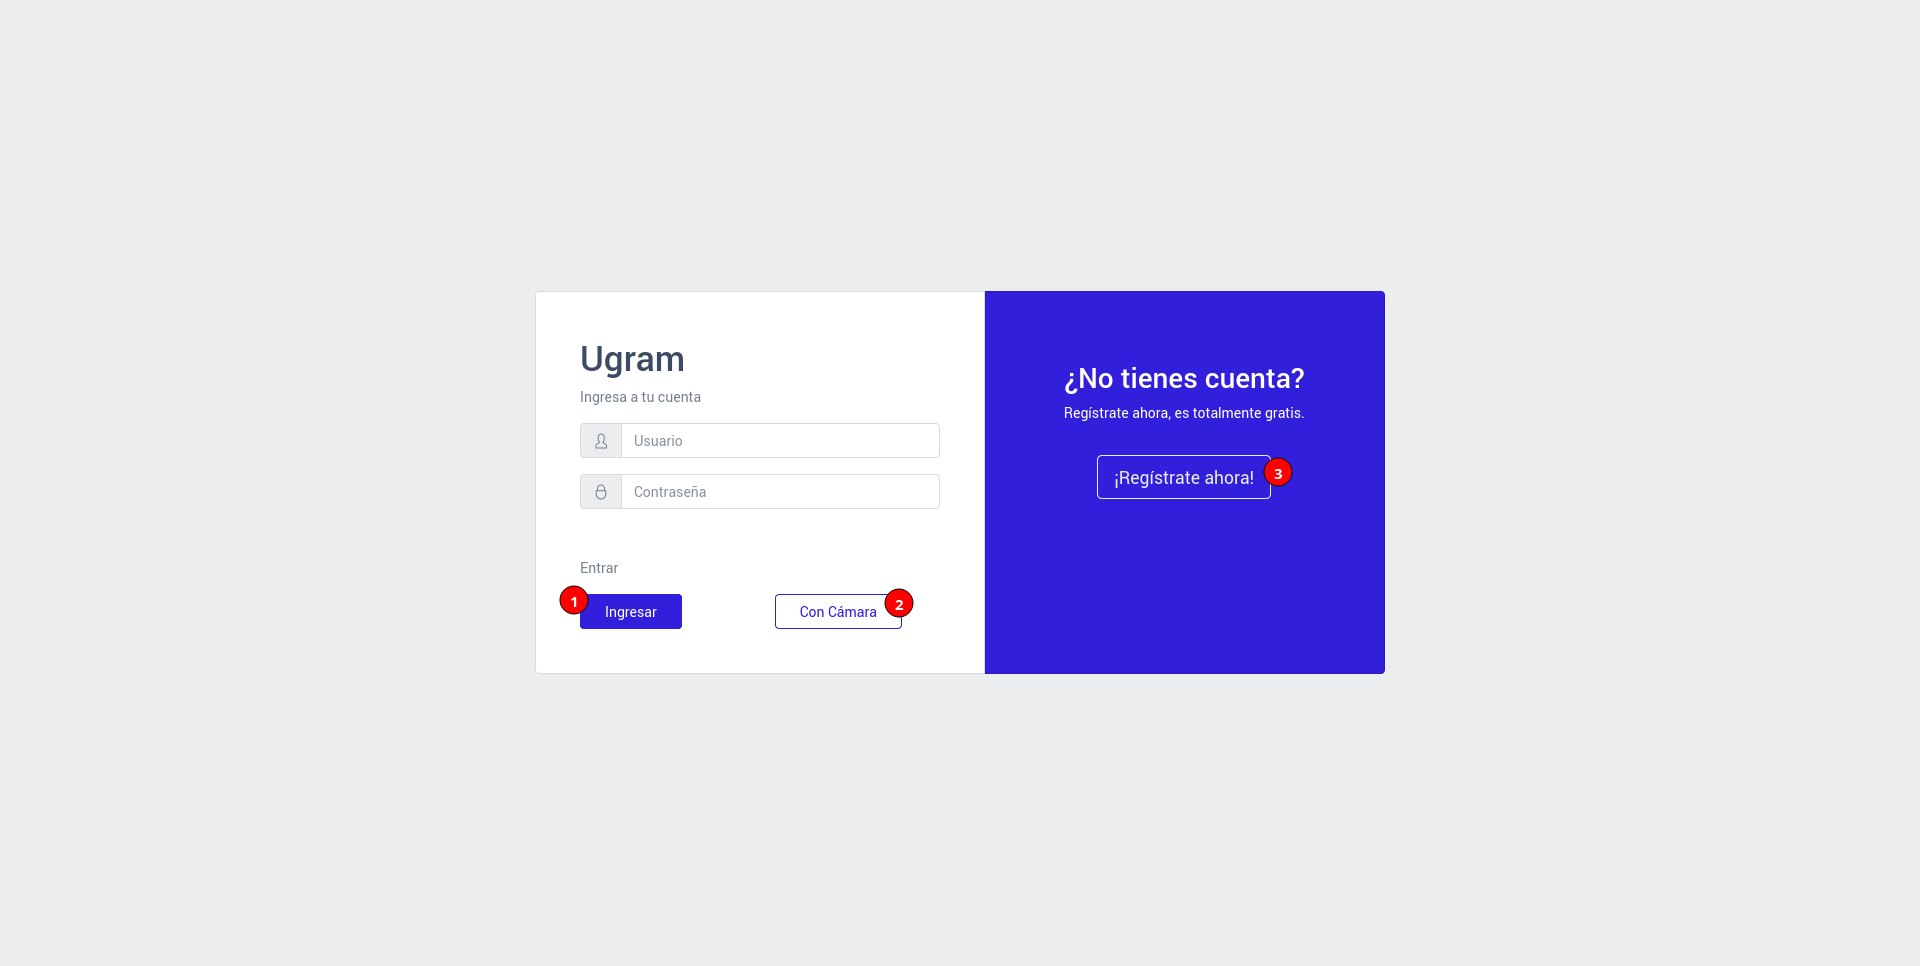 Ugram
Ingresa a tu cuenta
Usuario
Contraseña
Entrar
1
Ingresar
Con Cámara
2
¿No tienes cuenta?
Regístrate ahora, es totalmente gratis.
¡Regístrate ahora!
3